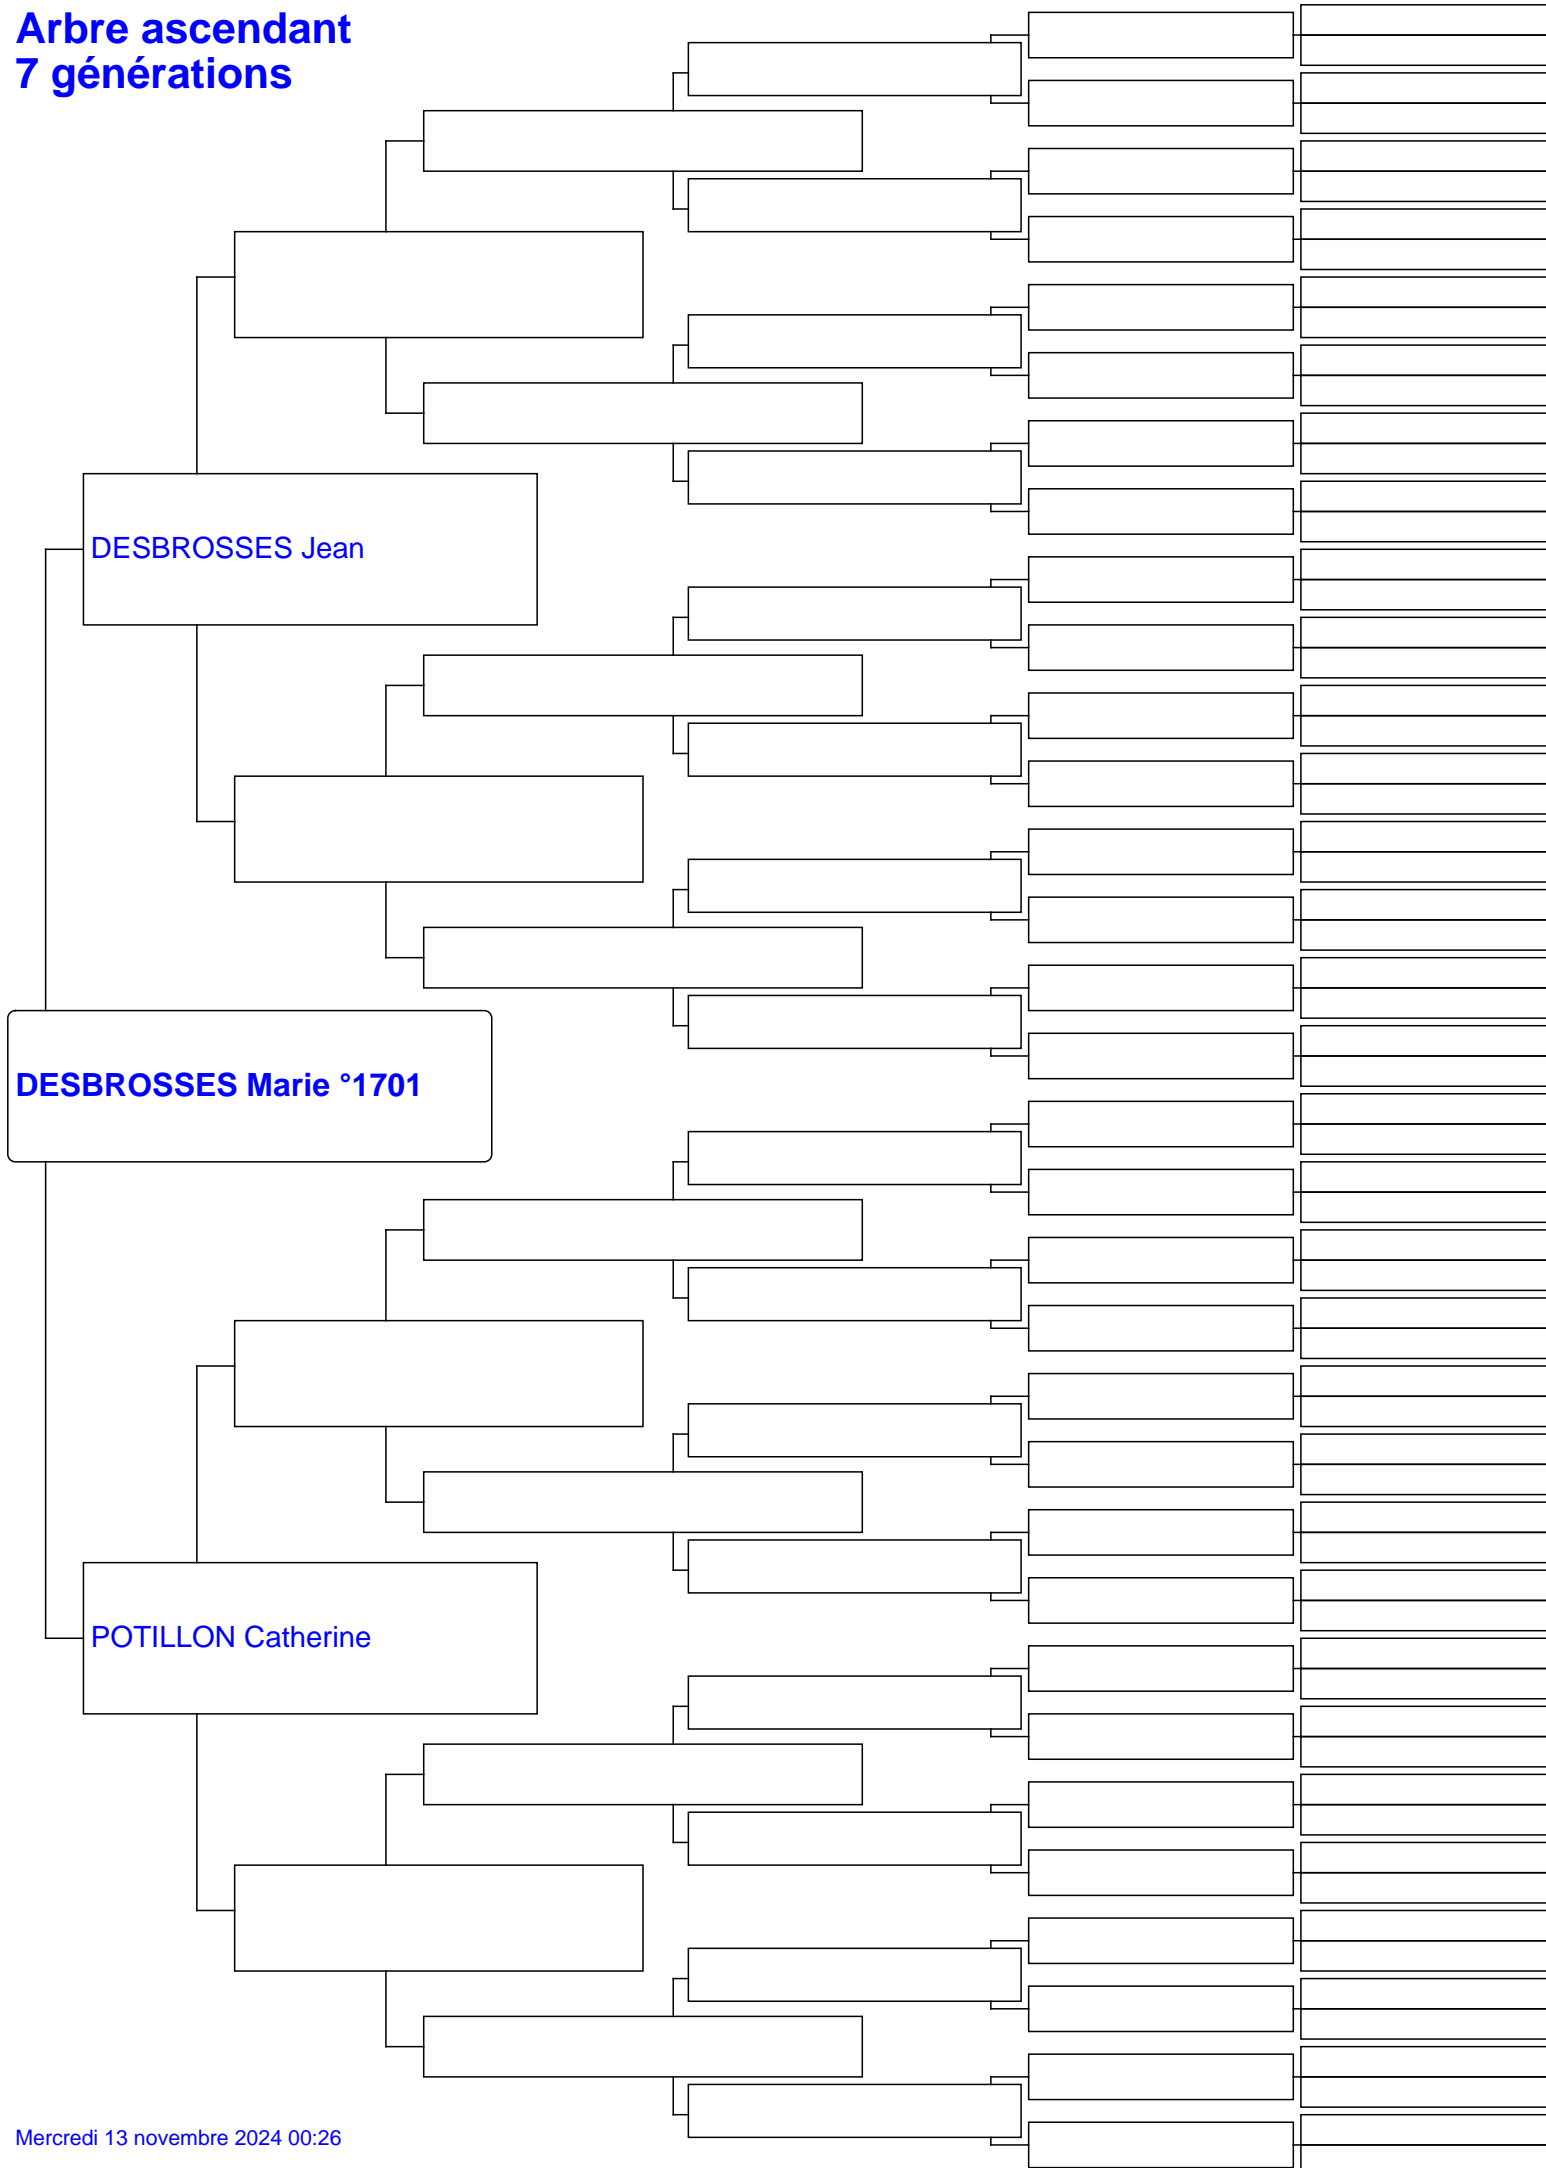 Arbre ascendant
7 générations
DESBROSSES Jean
DESBROSSES Marie °1701
POTILLON Catherine
Mercredi 13 novembre 2024 00:26